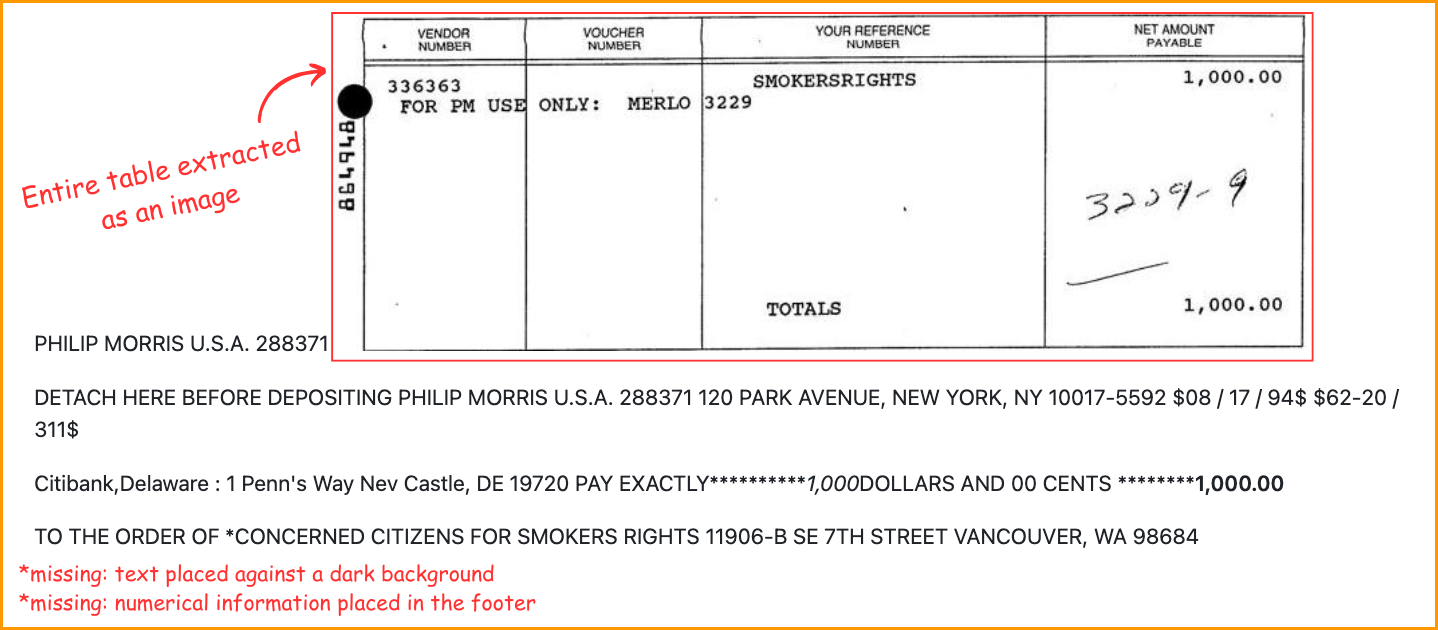 VENDOR NUMBER
VOUCHER NUMBER
YOUR REFERENCE NUMBER
NET AMOUNT PAYABLE
336363
SMOKERSRIGHTS
1,000.00
FOR PM USE ONLY: MERLO 3229
864948
Entire table extracted
as an image
3229-9
TOTALS
1,000.00
PHILIP MORRIS U.S.A. 288371
DETACH HERE BEFORE DEPOSITING PHILIP MORRIS U.S.A. 288371 120 PARK AVENUE, NEW YORK, NY 10017-5592 $08 / 17 / 94$ $62-20 /
311$
Citibank,Delaware : 1 Penn's Way Nev Castle, DE 19720 PAY EXACTLY**********1,000DOLLARS AND 00 CENTS ********1,000.00
TO THE ORDER OF *CONCERNED CITIZENS FOR SMOKERS RIGHTS 11906-B SE 7TH STREET VANCOUVER, WA 98684
*missing: text placed against a dark background
*missing: numerical information placed in the footer